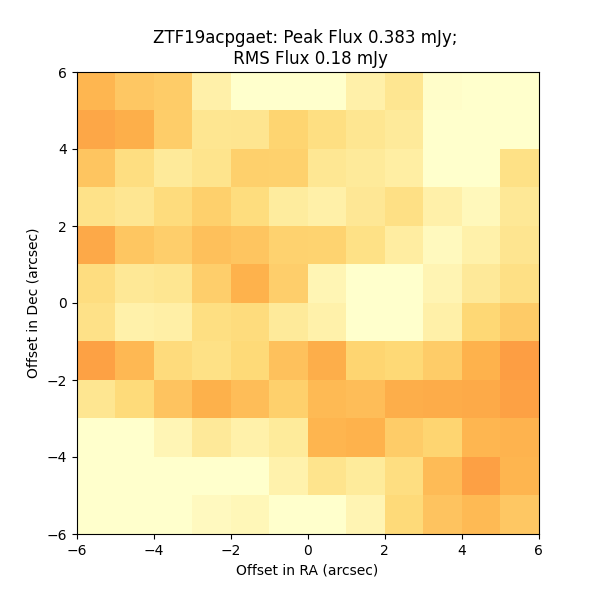 ZTF19acpgaet: Peak Flux 0.383 mJy;
RMS Flux 0.18 mJy
6
4
2
0
−2
−4
−6
Offset in Dec (arcsec)
−6 −4 −2 0 2 4 6
Offset in RA (arcsec)